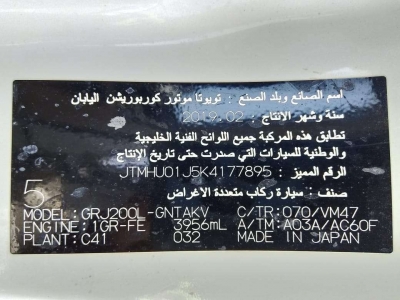 اسم الصانع وبلد الصنع : تويوتا موتور كوربوريشن اليابان
سنة وشهر الانتاج : 2019.02
تطابق هذه المركبة جميع اللوائح الفنية الخليجية
والوطنية للسيارات التي صدرت حتى تاريخ الإنتاج
الرقم المميز : JTMHU01J5K4177895
صنف : سيارة ركاب متعددة الاغراض
5
MODEL: GRJ200L-GNTAKV C/TR: 070/VM47
ENGINE: 1GR-FE 3956mL A/TM: A03A/AC60F
PLANT: C41 032 MADE IN JAPAN